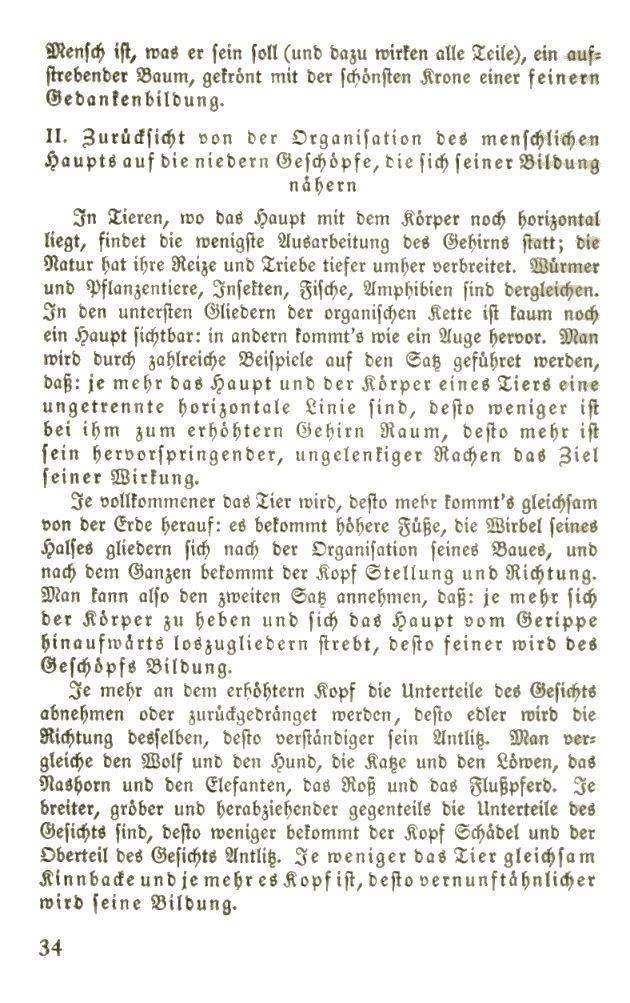 Mensch ist, was er sein soll (und dazu wirken alle Teile), ein auf-
strebender Baum, gekrönt mit der schönsten Krone einer feinern
Gedankenbildung.
II. Zurücksicht von der Organisation des menschlichen
Haupts auf die niedern Geschöpfe, die sich seiner Bildung
nähern
In Tieren, wo das Haupt mit dem Körper noch horizontal
liegt, findet die wenigste Ausarbeitung des Gehirns statt; die
Natur hat ihre Reize und Triebe tiefer umher verbreitet. Würmer
und Pflanzentiere, Insekten, Fische, Amphibien sind dergleichen.
In den untersten Gliedern der organischen Kette ist kaum noch
ein Haupt sichtbar: in andern kommt's wie ein Auge hervor. Man
wird durch zahlreiche Beispiele auf den Satz geführet werden,
daß: je mehr das Haupt und der Körper eines Tiers eine
ungetrennte horizontale Linie sind, desto weniger ist
bei ihm zum erhöhtern Gehirn Raum, desto mehr ist
sein hervorspringender, ungelenkiger Rachen das Ziel
seiner Wirkung.
Je vollkommener das Tier wird, desto mehr kommt's gleichsam
von der Erde herauf: es bekommt höhere Füße, die Wirbel seines
Halses gliedern sich nach der Organisation seines Baues, und
nach dem Ganzen bekommt der Kopf Stellung und Richtung.
Man kann also den zweiten Satz annehmen, daß: je mehr sich
der Körper zu heben und sich das Haupt vom Gerippe
hinaufwärts loszugliedern strebt, desto feiner wird des
Geschöpfs Bildung.
Je mehr an dem erhöhtern Kopf die Unterteile des Gesichts
abnehmen oder zurückgedränget werden, desto edler wird die
Richtung desselben, desto verständiger sein Antlitz. Man ver-
gleiche den Wolf und den Hund, die Katze und den Löwen, das
Nashorn und den Elefanten, das Roß und das Flußpferd. Je
breiter, gröber und herabziehender gegenteils die Unterteile des
Gesichts sind, desto weniger bekommt der Kopf Schädel und der
Oberteil des Gesichts Antlitz. Je weniger das Tier gleichsam
Kinnbacke und je mehr es Kopf ist, desto vernunftähnlicher
wird seine Bildung.
34